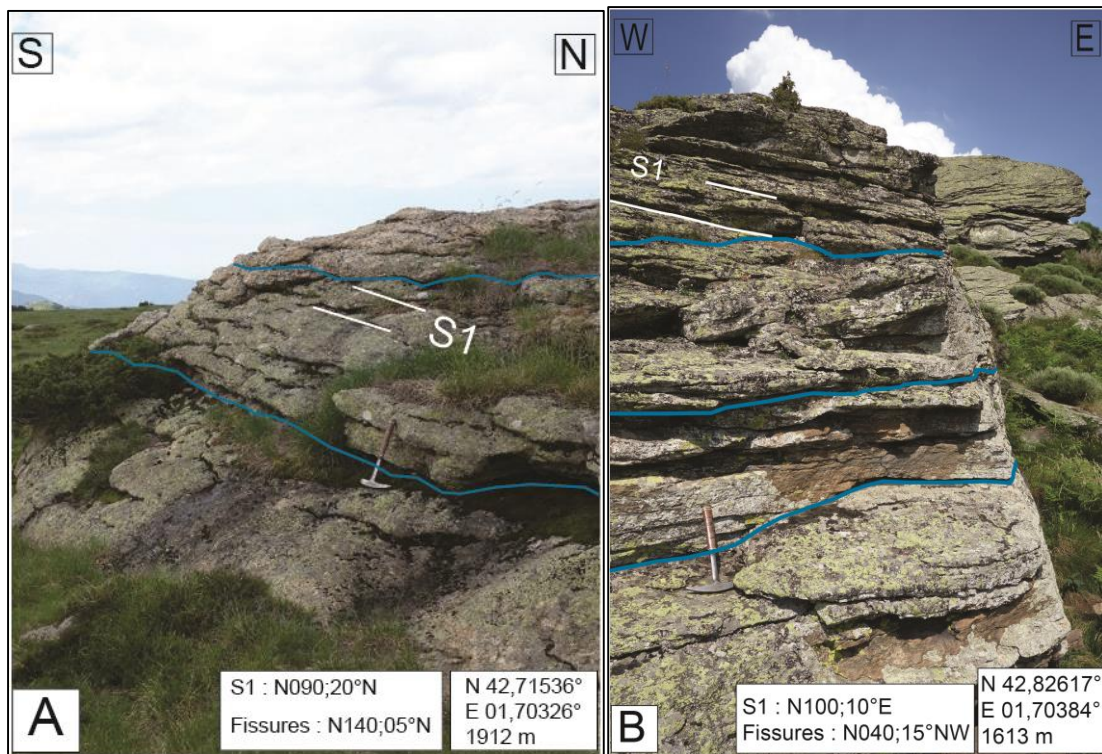 S
N
S1
S1 : N090;20°N
Fissures : N140;05°N
N 42,71536°
E 01,70326°
1912 m
A
W
E
S1
S1 : N100;10°E
Fissures : N040;15°NW
N 42,82617°
E 01,70384°
1613 m
B